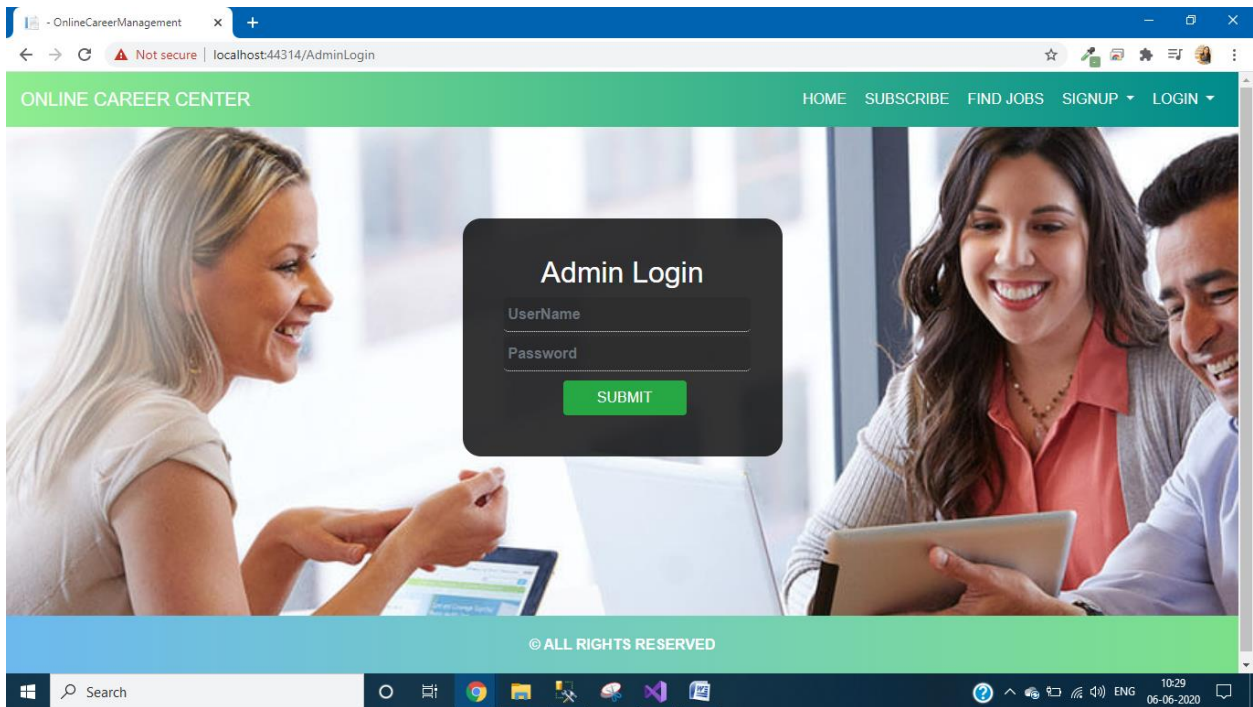 - OnlineCareerManagement
Not secure | localhost:44314/AdminLogin
ONLINE CAREER CENTER
HOME SUBSCRIBE FIND JOBS SIGNUP LOGIN
Admin Login
UserName
Password
SUBMIT
© ALL RIGHTS RESERVED
Search
ENG
10:29
06-06-2020